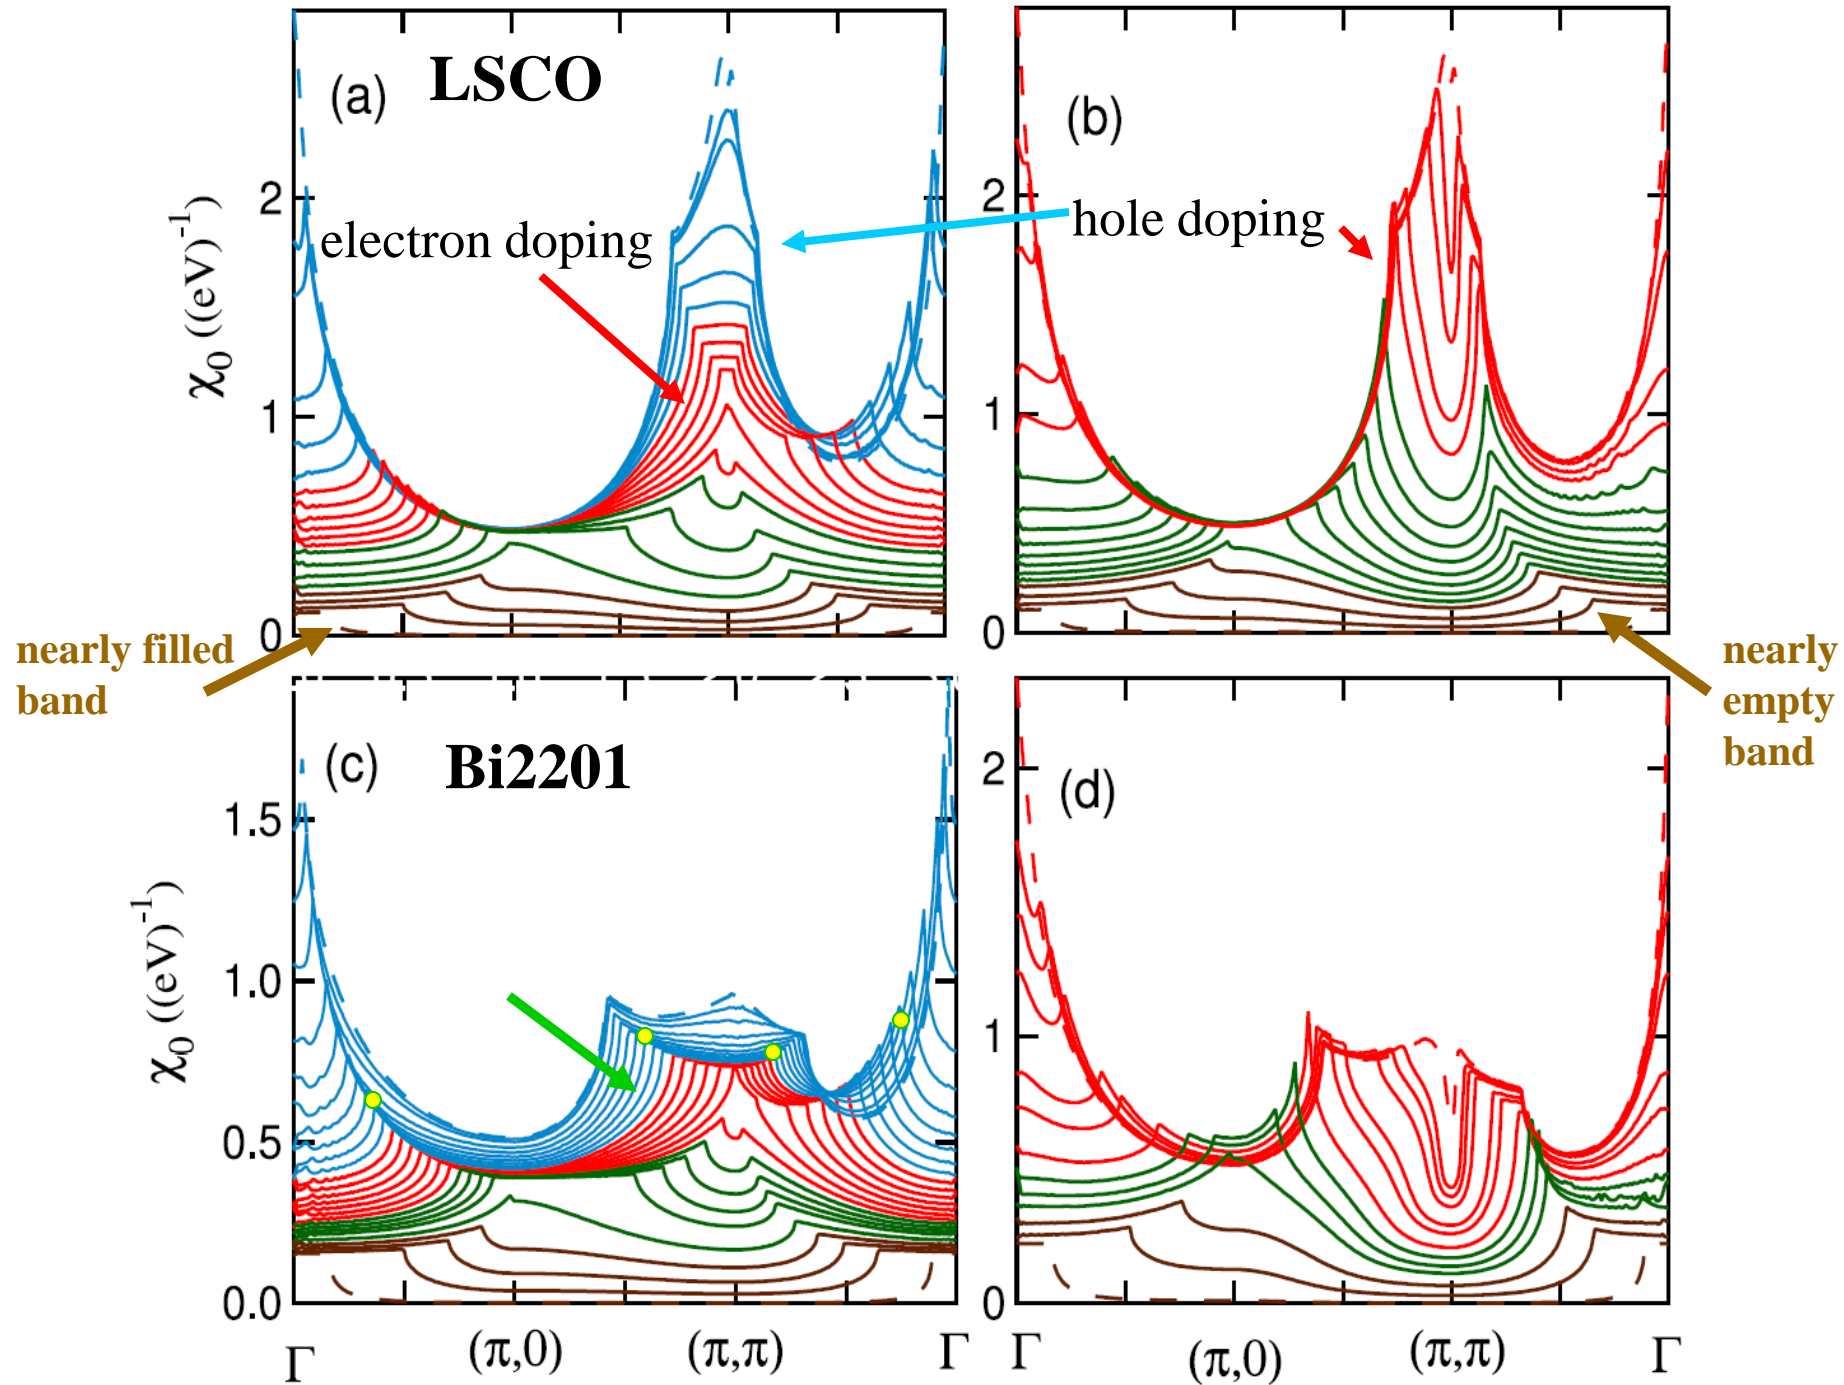 (a) LSCO
(b)
2
2
electron doping
hole doping
χ₀ ((eV)⁻¹
1
1
0
0
nearly filled
band
nearly
empty
band
(c) Bi2201
(d)
2
1.5
1.0
1
χ₀ ((eV)⁻¹
0.5
0.0
0
Γ (π,0) (π,π) Γ
Γ (π,0) (π,π) Γ